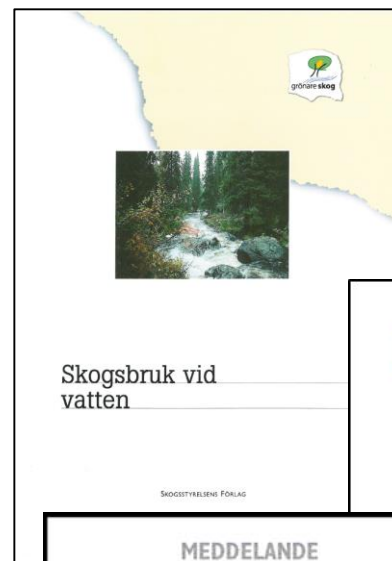 grönare skog
Skogsbruk vid
vatten
SKOGSSTYRELSENS FÖRLAG
MEDDELANDE